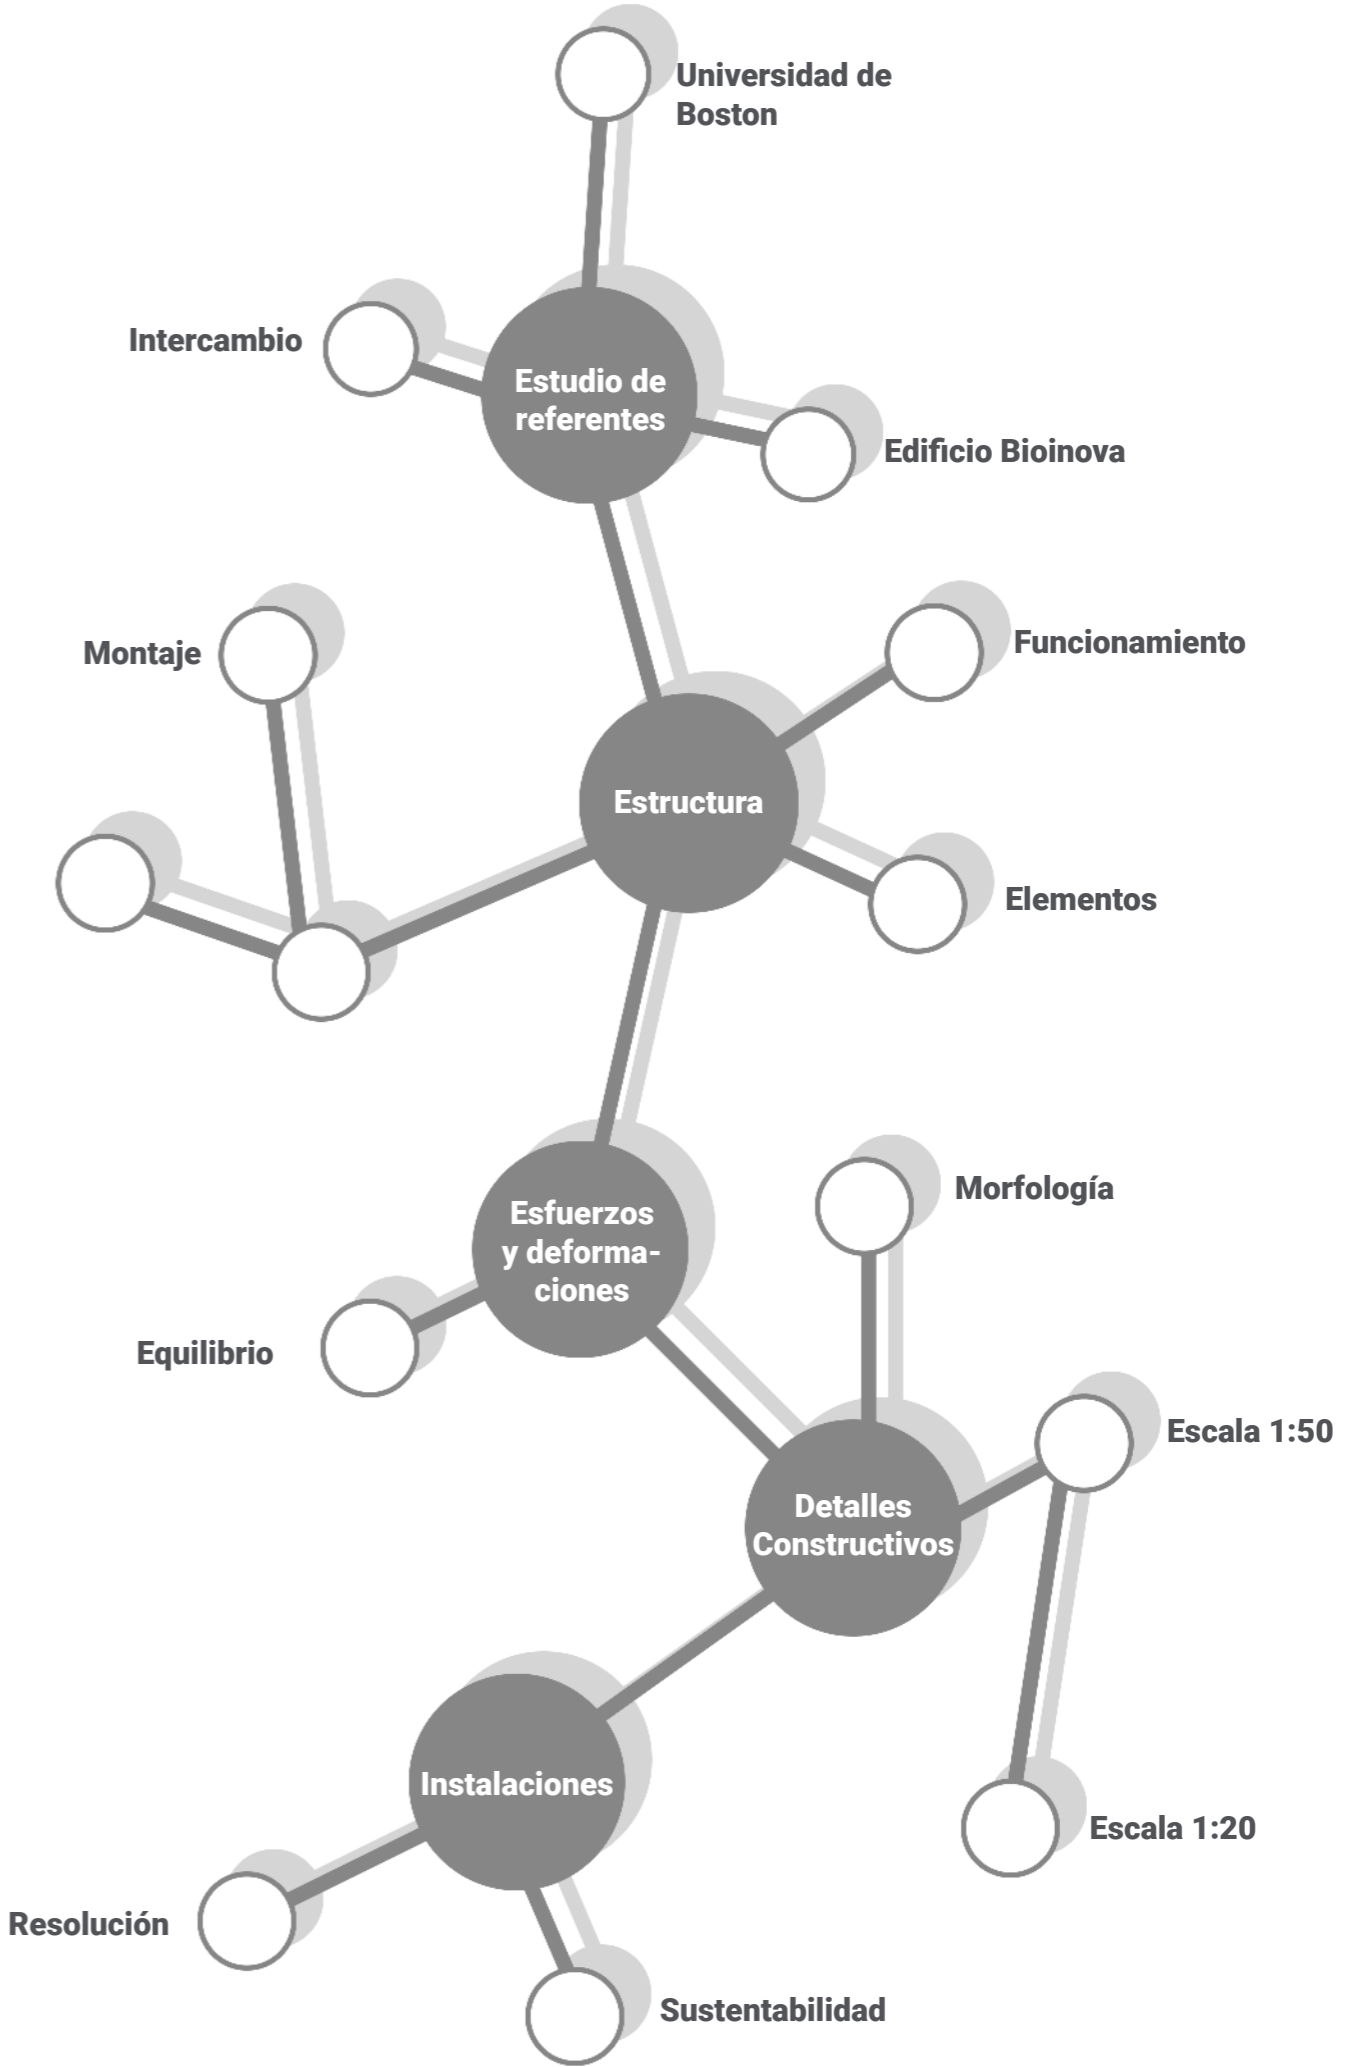 Universidad de
Boston
Intercambio
Estudio de
referentes
Edificio Bioinova
Montaje
Funcionamiento
Estructura
Elementos
Esfuerzos
y deforma-
ciones
Morfología
Equilibrio
Escala 1:50
Detalles
Constructivos
Instalaciones
Escala 1:20
Resolución
Sustentabilidad